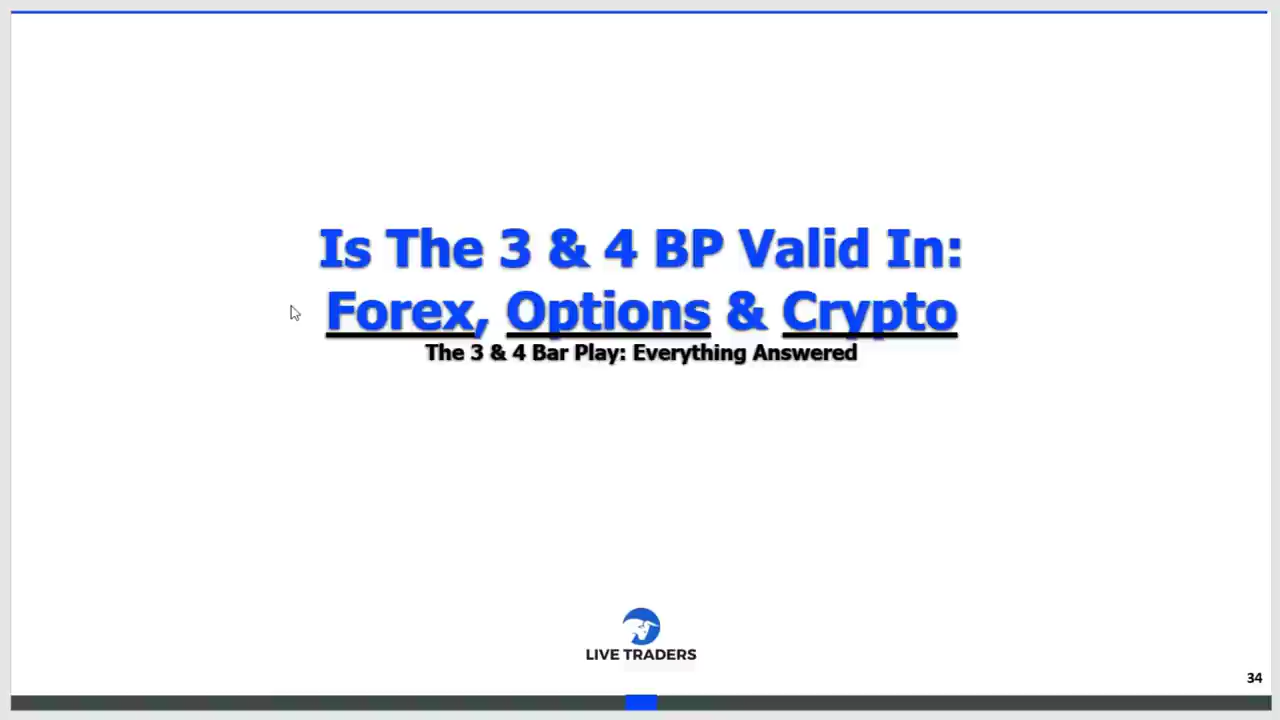 Is The 3 & 4 BP Valid In:
Forex, Options & Crypto
The 3 & 4 Bar Play: Everything Answered
LIVE TRADERS
34